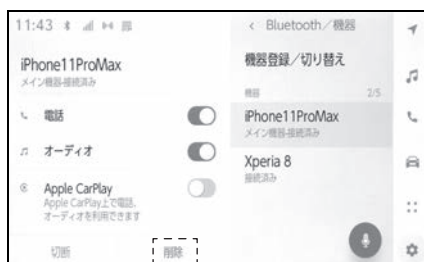 11:43
iPhone11ProMax
メイン機器-接続済み
電話
オーディオ
Apple CarPlay
Apple CarPlay上で電話、
オーディオを利用できます
切断
削除
< Bluetooth／機器
機器登録／切り替え
機器 2/5
iPhone11ProMax
メイン機器-接続済み
Xperia 8
接続済み